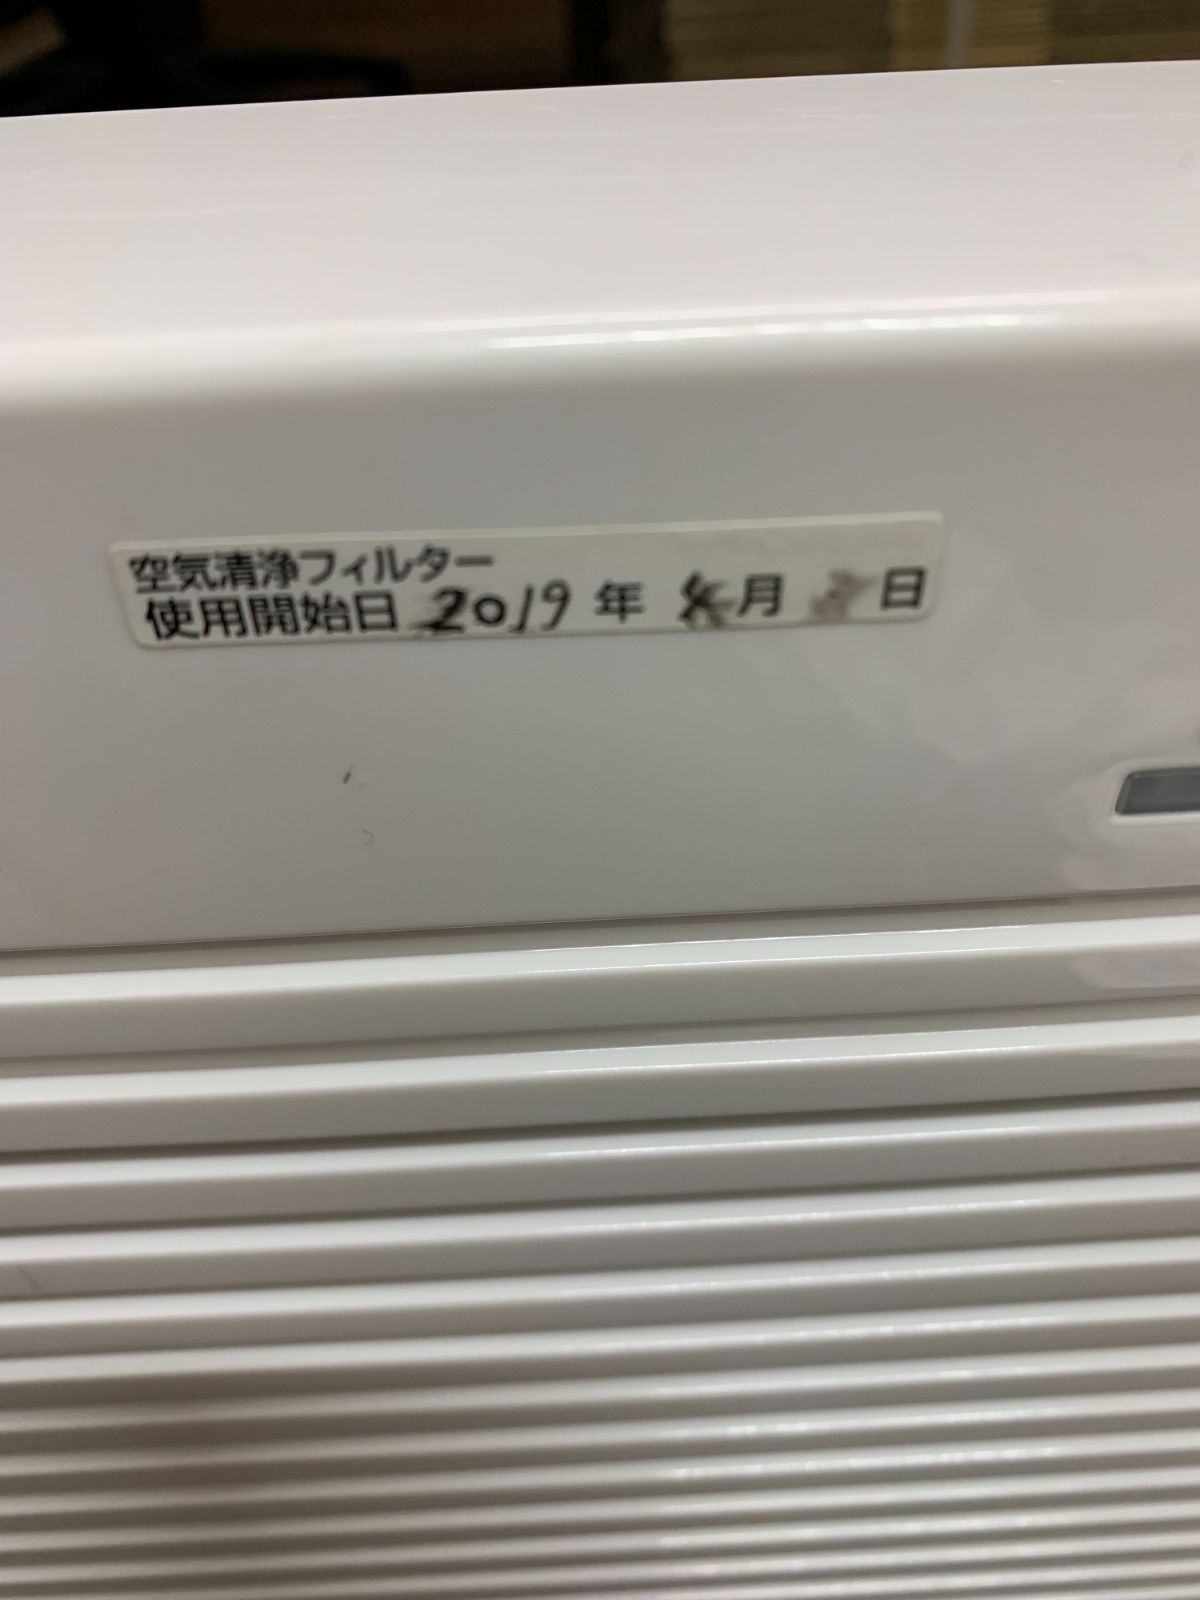 空気清浄フィルター
使用開始日 2019 年 月 日